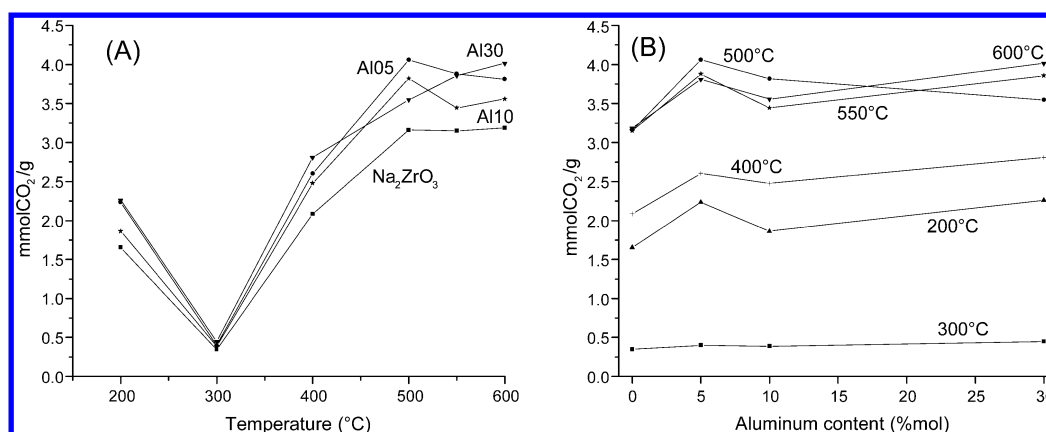 (A)
(B)
4.5
4.0
3.5
3.0
2.5
2.0
1.5
1.0
0.5
0.0
mmolCO₂/g
Al05
Al30
Al10
Na₂ZrO₃
200
300
400
500
600
Temperature (°C)
4.5
4.0
3.5
3.0
2.5
2.0
1.5
1.0
0.5
0.0
mmolCO₂/g
500°C
600°C
550°C
400°C
200°C
300°C
0
5
10
15
20
25
Aluminum content (%mol)